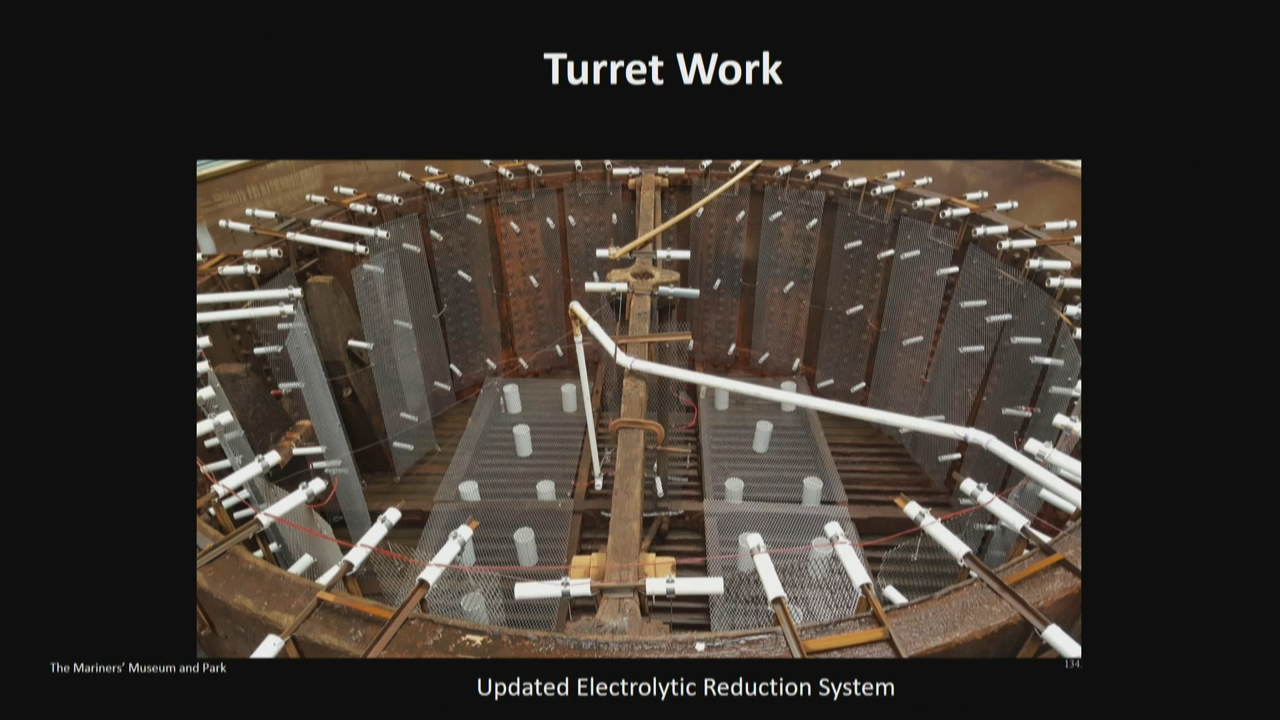 Turret Work
The Mariners' Museum and Park
134.
Updated Electrolytic Reduction System